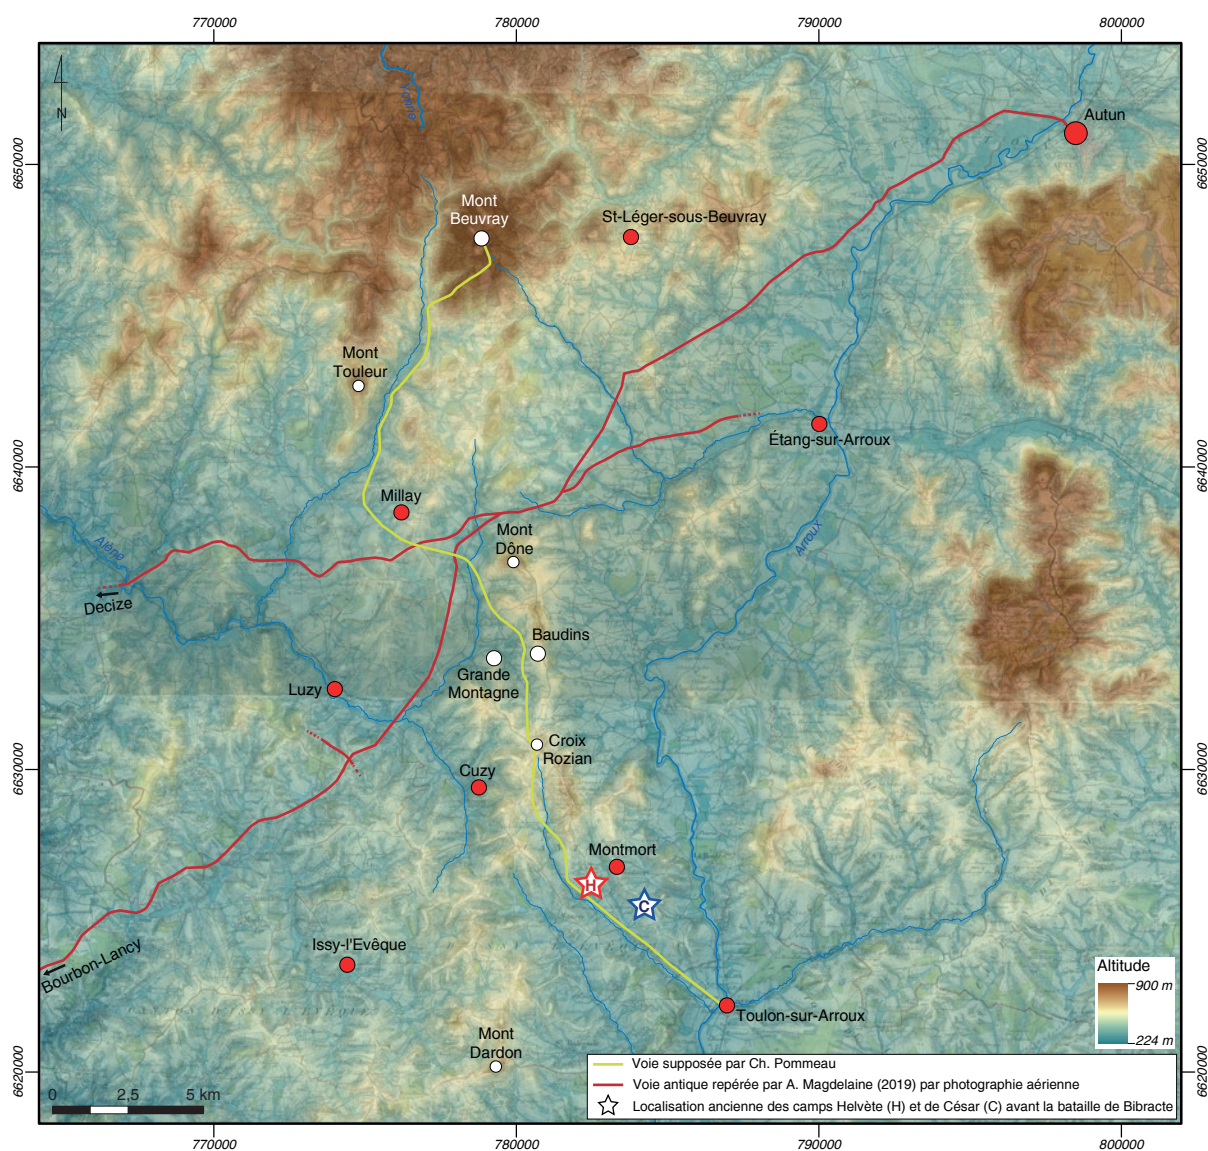 770000
780000
790000
800000
N
Yonne
Autun
6650000
6650000
Mont
Beuvray
St-Léger-sous-Beuvray
Mont
Touleur
Étang-sur-Arroux
6640000
6640000
Millay
Mont
Dône
Arroux
Alène
Decize
Baudins
Grande
Montagne
Luzy
Croix
Rozian
6630000
6630000
Cuzy
Montmort
H
C
Issy-l'Evêque
Bourbon-Lancy
Altitude
900 m
224 m
Toulon-sur-Arroux
Mont
Dardon
6620000
6620000
0 2,5 5 km
Voie supposée par Ch. Pommeau
Voie antique repérée par A. Magdelaine (2019) par photographie aérienne
Localisation ancienne des camps Helvète (H) et de César (C) avant la bataille de Bibracte
770000
780000
790000
800000